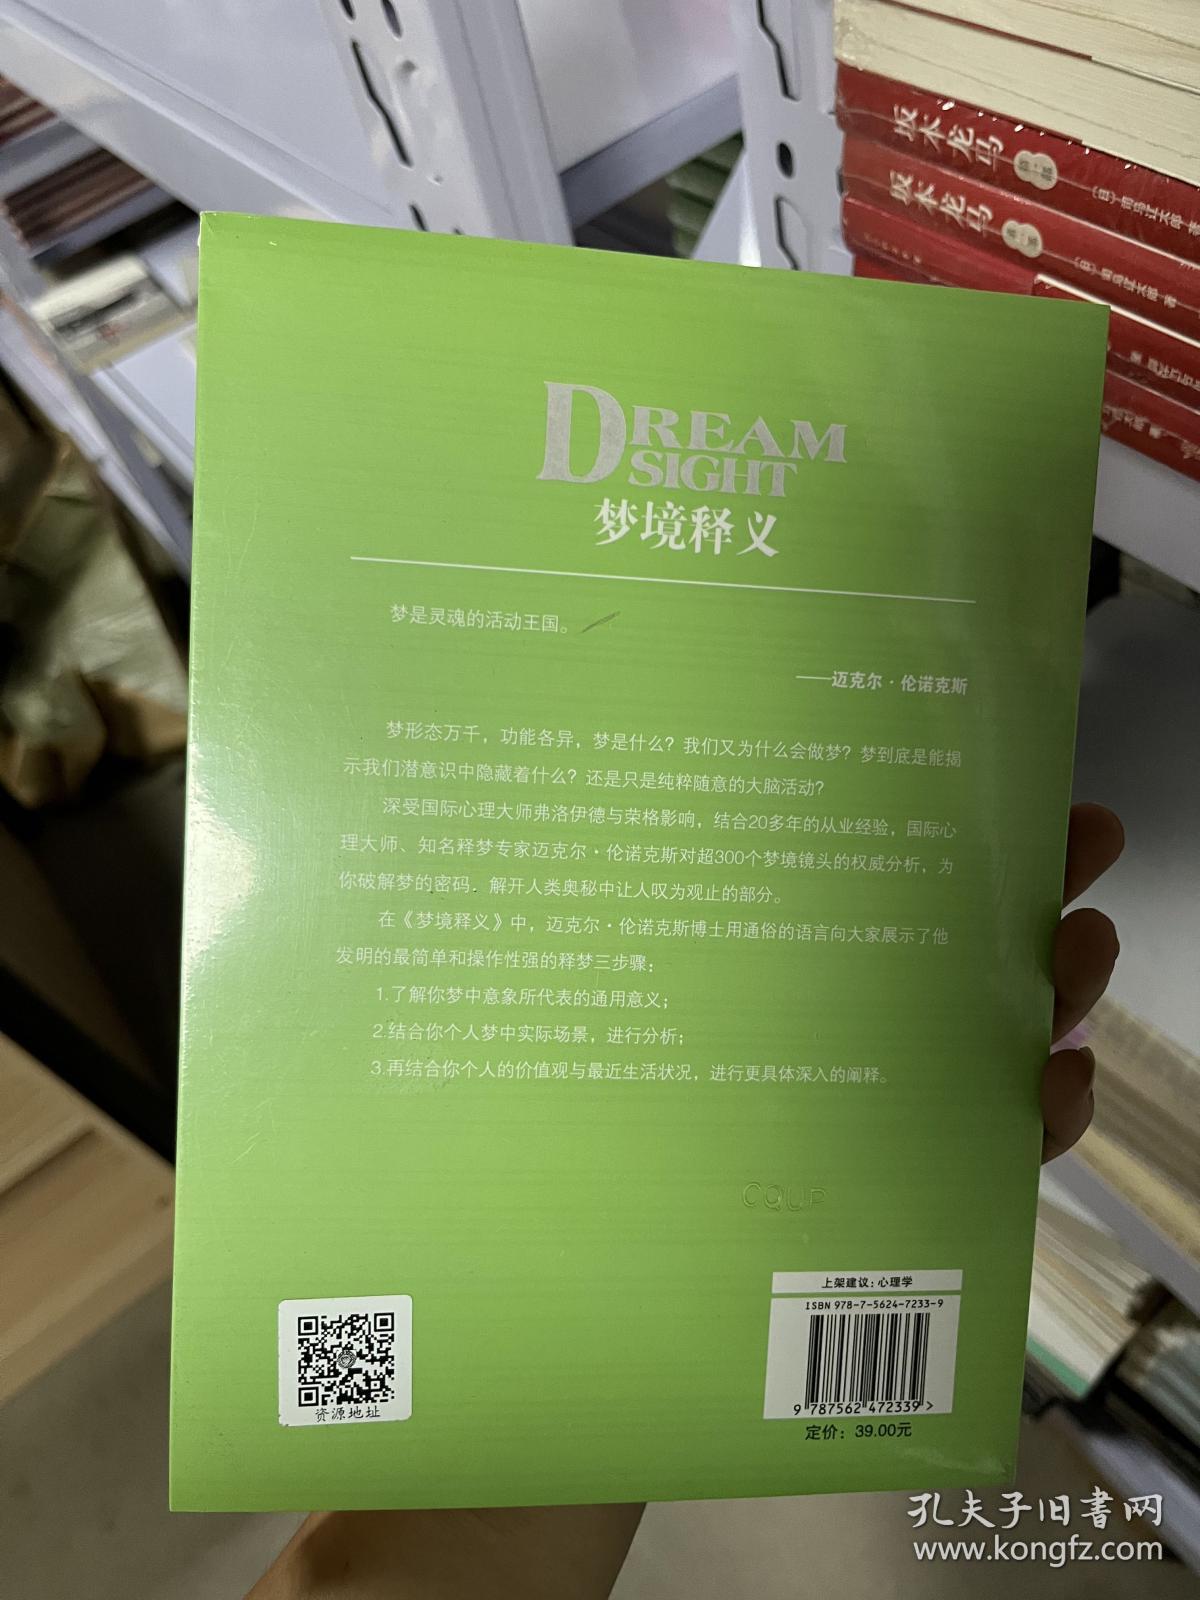 坂本龙马
坂本龙马
DREAM
SIGHT
梦境释义
梦是灵魂的活动王国。
——迈克尔·伦诺克斯
梦形态万千，功能各异，梦是什么？我们又为什么会做梦？梦到底是能揭
示我们潜意识中隐藏着什么？还是只是纯粹随意的大脑活动？
深受国际心理大师弗洛伊德与荣格影响，结合20多年的从业经验，国际心
理大师、知名释梦专家迈克尔·伦诺克斯对超300个梦境镜头的权威分析，为
你破解梦的密码．解开人类奥秘中让人叹为观止的部分。
在《梦境释义》中，迈克尔·伦诺克斯博士用通俗的语言向大家展示了他
发明的最简单和操作性强的释梦三步骤：
1.了解你梦中意象所代表的通用意义；
2.结合你个人梦中实际场景，进行分析；
3.再结合你个人的价值观与最近生活状况，进行更具体深入的阐释。
CQUP
上架建议：心理学
ISBN 978-7-5624-7233-9
9 787562 472339 >
定价：39.00元
资源地址
孔夫子旧书网
www.kongfz.com